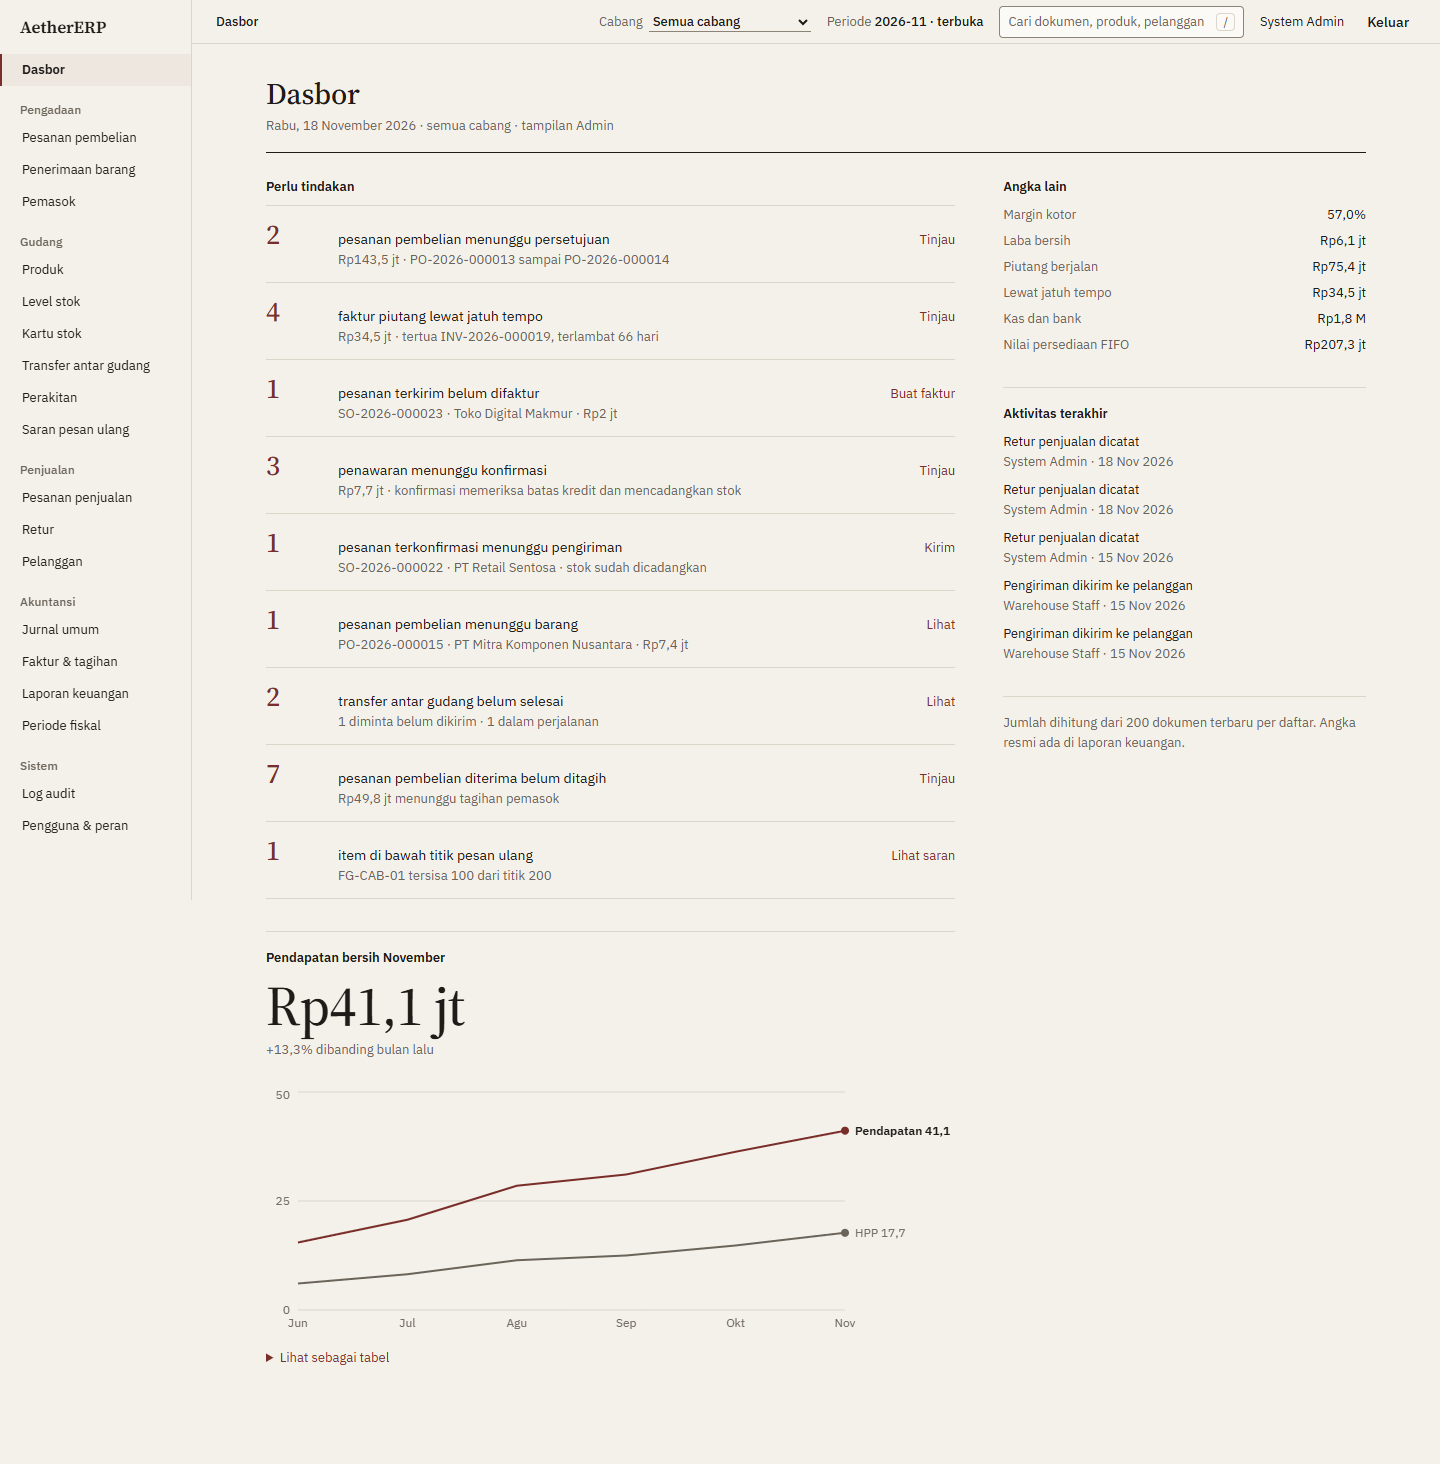 AetherERP
Dasbor
Pengadaan
Pesanan pembelian
Penerimaan barang
Pemasok
Gudang
Produk
Level stok
Kartu stok
Transfer antar gudang
Perakitan
Saran pesan ulang
Penjualan
Pesanan penjualan
Retur
Pelanggan
Akuntansi
Jurnal umum
Faktur & tagihan
Laporan keuangan
Periode fiskal
Sistem
Log audit
Pengguna & peran
Dasbor
Cabang Semua cabang
Periode 2026-11 · terbuka
Cari dokumen, produk, pelanggan /
System Admin
Keluar
Dasbor
Rabu, 18 November 2026 · semua cabang · tampilan Admin
Perlu tindakan
2 pesanan pembelian menunggu persetujuan Tinjau
Rp143,5 jt · PO-2026-000013 sampai PO-2026-000014
4 faktur piutang lewat jatuh tempo Tinjau
Rp34,5 jt · tertua INV-2026-000019, terlambat 66 hari
1 pesanan terkirim belum difaktur Buat faktur
SO-2026-000023 · Toko Digital Makmur · Rp2 jt
3 penawaran menunggu konfirmasi Tinjau
Rp7,7 jt · konfirmasi memeriksa batas kredit dan mencadangkan stok
1 pesanan terkonfirmasi menunggu pengiriman Kirim
SO-2026-000022 · PT Retail Sentosa · stok sudah dicadangkan
1 pesanan pembelian menunggu barang Lihat
PO-2026-000015 · PT Mitra Komponen Nusantara · Rp7,4 jt
2 transfer antar gudang belum selesai Lihat
1 diminta belum dikirim · 1 dalam perjalanan
7 pesanan pembelian diterima belum ditagih Tinjau
Rp49,8 jt menunggu tagihan pemasok
1 item di bawah titik pesan ulang Lihat saran
FG-CAB-01 tersisa 100 dari titik 200
Pendapatan bersih November
Rp41,1 jt
+13,3% dibanding bulan lalu
50
Pendapatan 41,1
25
HPP 17,7
0
Jun Jul Agu Sep Okt Nov
▶ Lihat sebagai tabel
Angka lain
Margin kotor 57,0%
Laba bersih Rp6,1 jt
Piutang berjalan Rp75,4 jt
Lewat jatuh tempo Rp34,5 jt
Kas dan bank Rp1,8 M
Nilai persediaan FIFO Rp207,3 jt
Aktivitas terakhir
Retur penjualan dicatat
System Admin · 18 Nov 2026
Retur penjualan dicatat
System Admin · 18 Nov 2026
Retur penjualan dicatat
System Admin · 15 Nov 2026
Pengiriman dikirim ke pelanggan
Warehouse Staff · 15 Nov 2026
Pengiriman dikirim ke pelanggan
Warehouse Staff · 15 Nov 2026
Jumlah dihitung dari 200 dokumen terbaru per daftar. Angka
resmi ada di laporan keuangan.